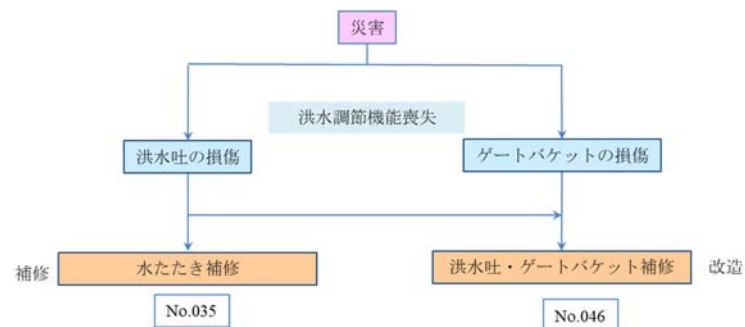 災害
洪水調節機能喪失
洪水吐の損傷
ゲートバケットの損傷
補修
水たたき補修
洪水吐・ゲートバケット補修
改造
No.035
No.046